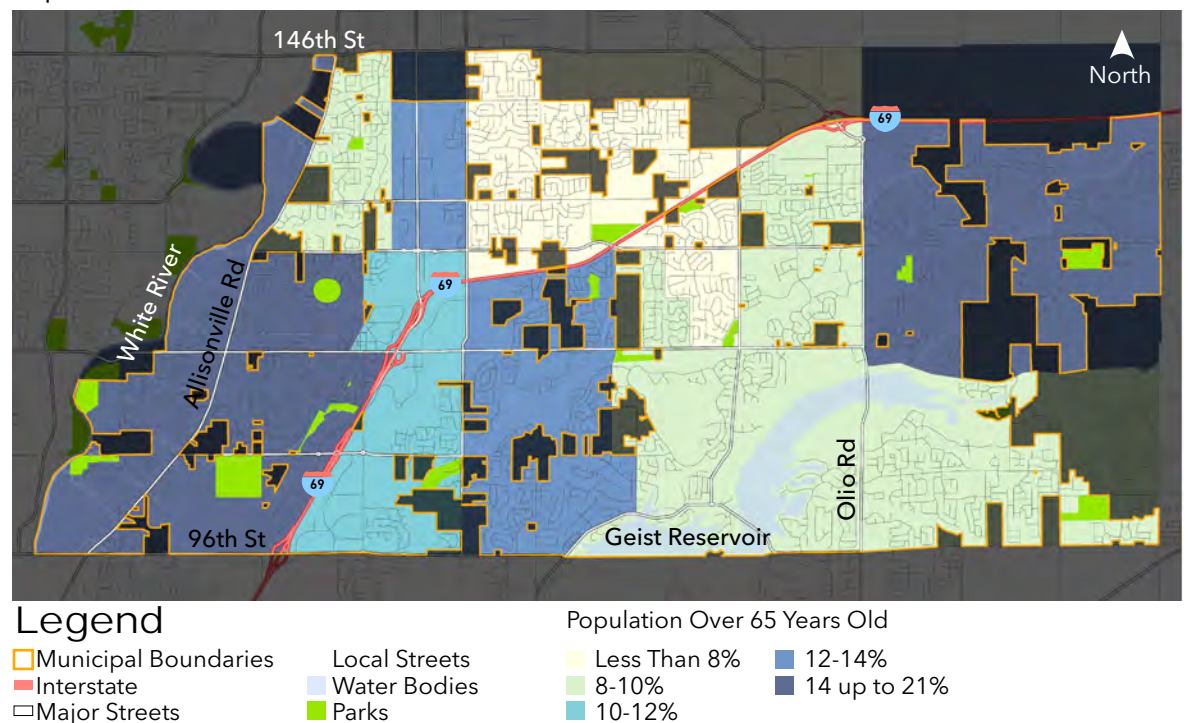 146th St
North
69
White River
Allisonville Rd
69
69
96th St
Olio Rd
Geist Reservoir
Legend
Municipal Boundaries
Interstate
Major Streets
Local Streets
Water Bodies
Parks
Population Over 65 Years Old
Less Than 8%
8-10%
10-12%
12-14%
14 up to 21%